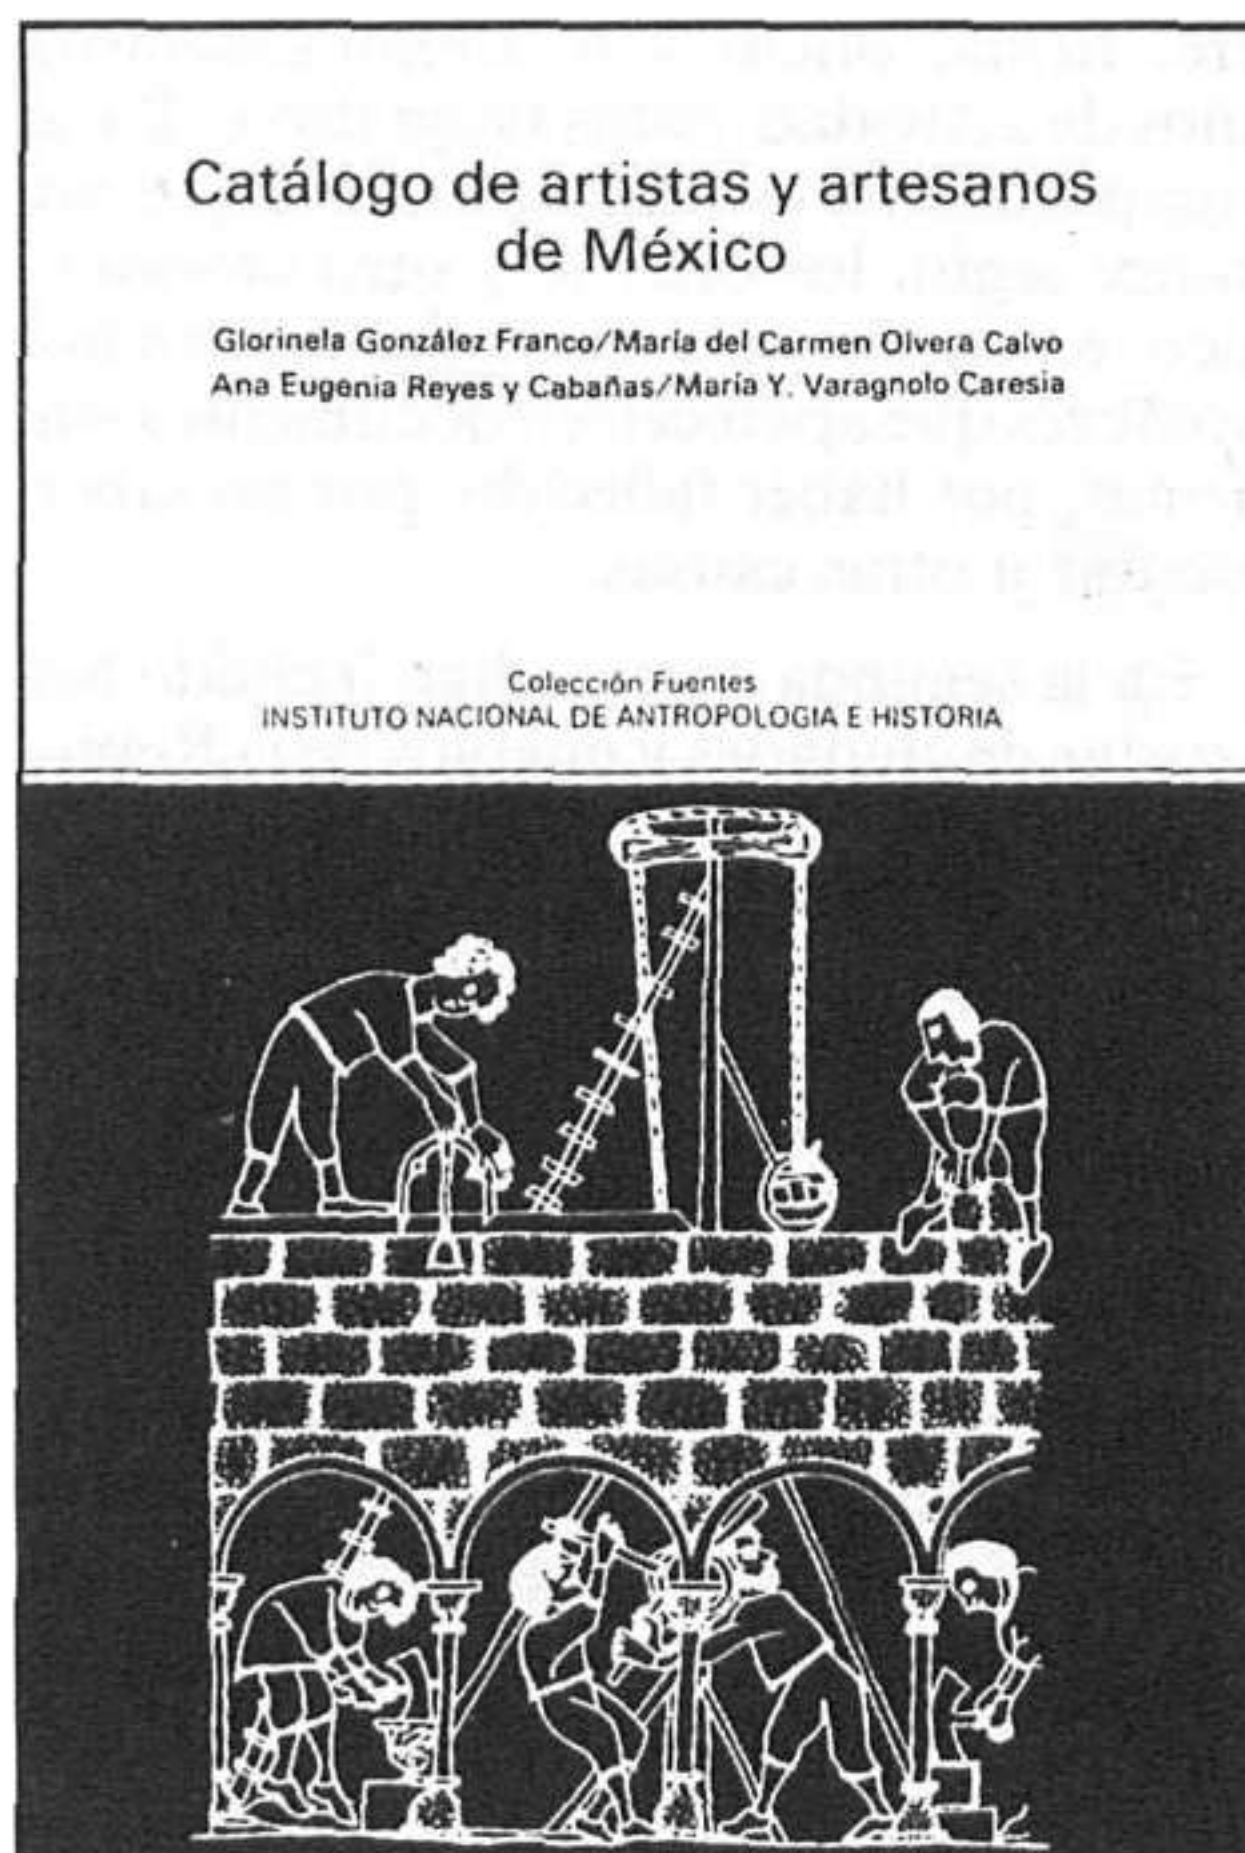 Catálogo de artistas y artesanos
de México
Glorinela González Franco/María del Carmen Olvera Calvo
Ana Eugenia Reyes y Cabañas/María Y. Varagnolo Caresia
Colección Fuentes
INSTITUTO NACIONAL DE ANTROPOLOGIA E HISTORIA